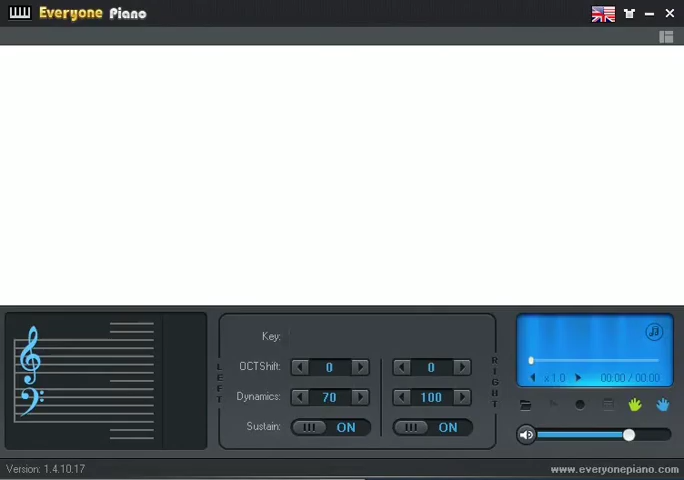 Everyone Piano
Key:
OCTShift: 0 0
Dynamics: 70 100
Sustain: ON ON
LEFT
RIGHT
x1.0 00:00 / 00:00
Version: 1.4.10.17
www.everyonepiano.com